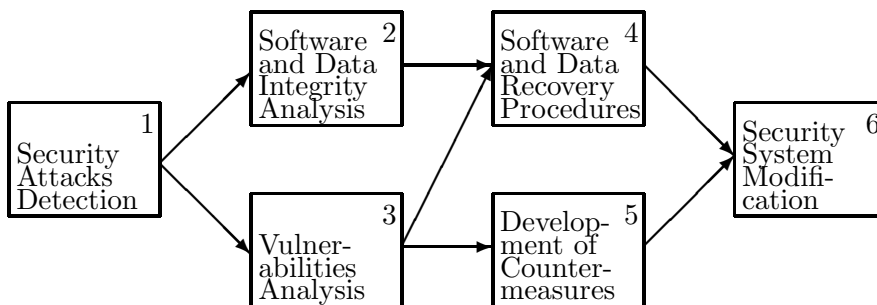 1
Security
Attacks
Detection
2
Software
and Data
Integrity
Analysis
3
Vulner-
abilities
Analysis
4
Software
and Data
Recovery
Procedures
5
Develop-
ment of
Counter-
measures
6
Security
System
Modifi-
cation